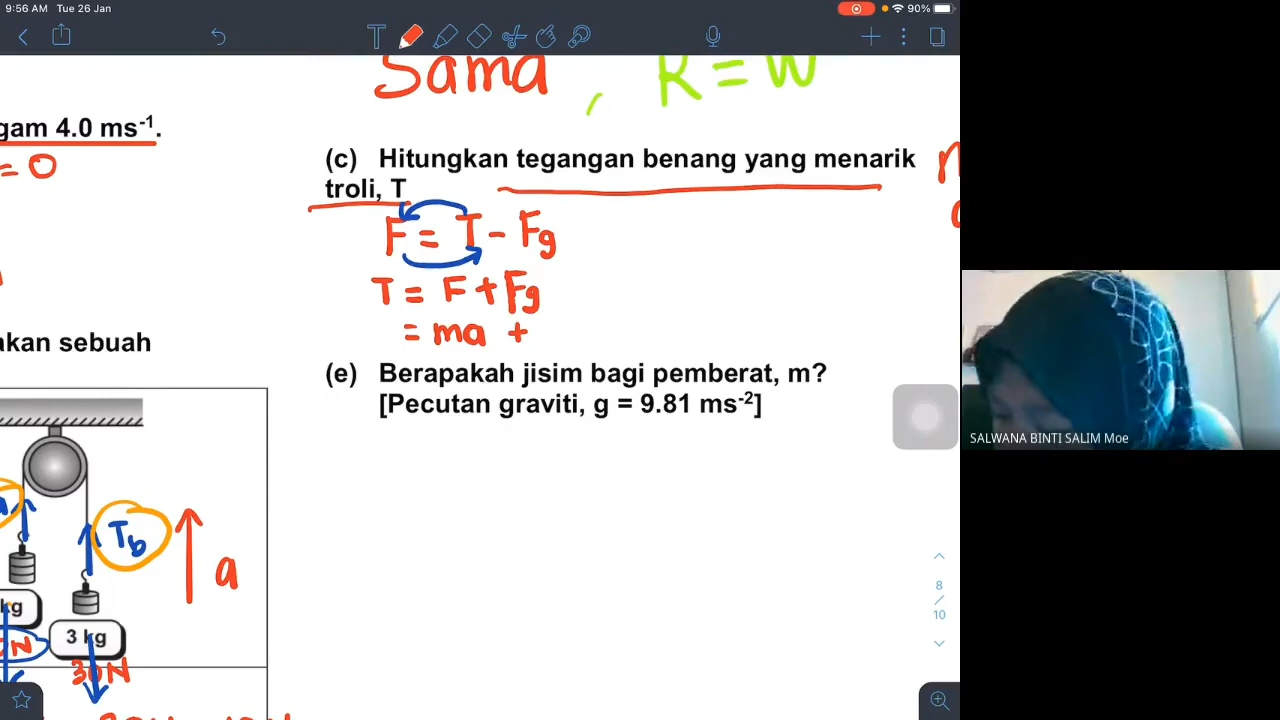 9:56 AM Tue 26 Jan
90%
T
Sama , R = W
gam 4.0 ms-1.
= 0
(c) Hitungkan tegangan benang yang menarik
troli, T
F = T - Fg
T = F + Fg
= ma +
akan sebuah
(e) Berapakah jisim bagi pemberat, m?
[Pecutan graviti, g = 9.81 ms-2]
Tb
a
kg
3 kg
N
30N
8
/
10
SALWANA BINTI SALIM Moe